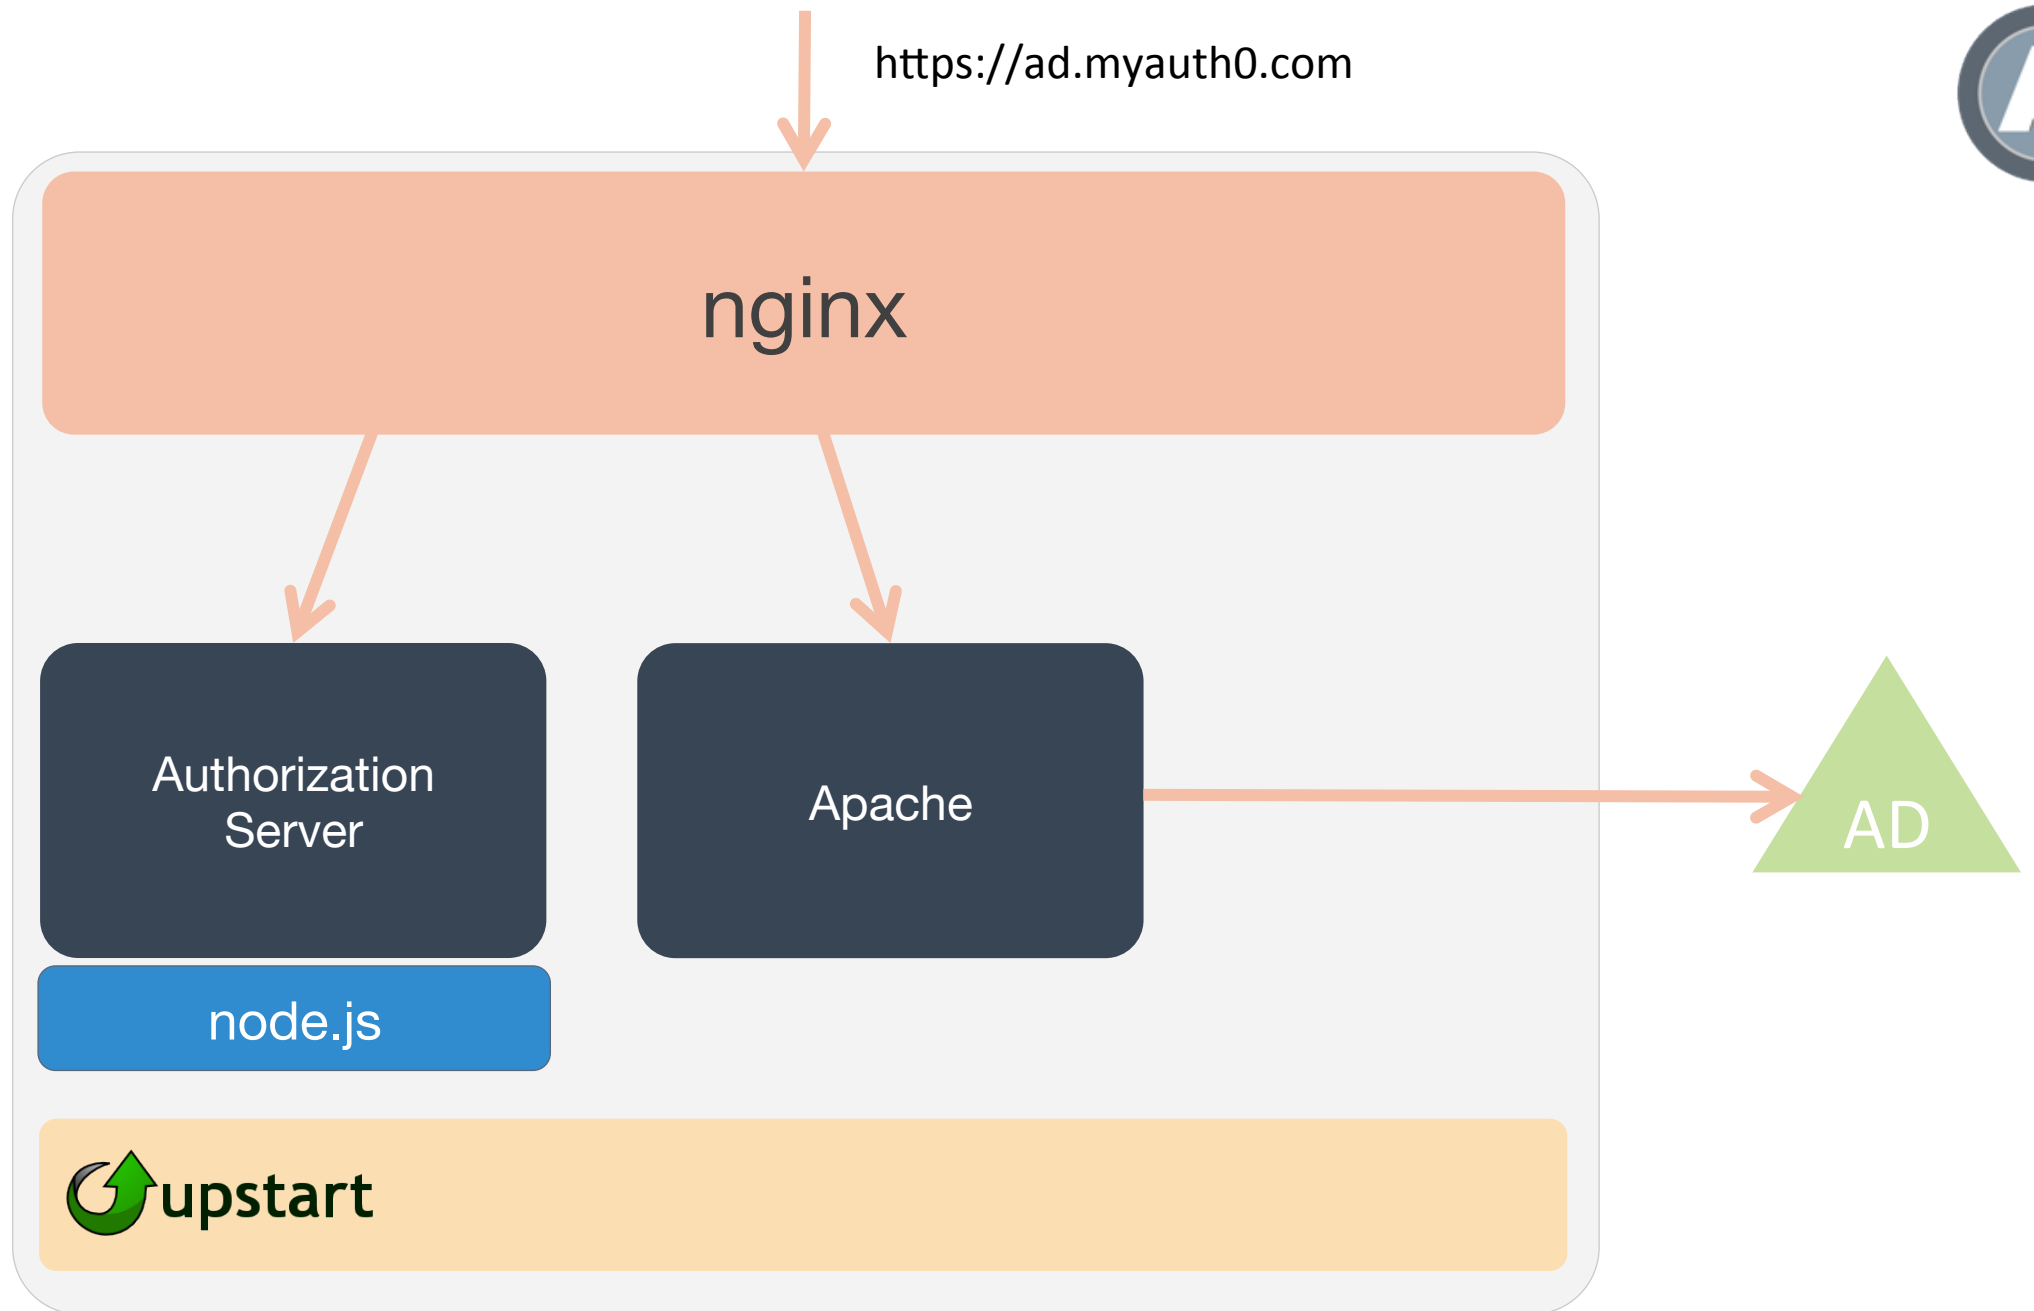 https://ad.myauth0.com
nginx
Authorization
Server
Apache
AD
node.js
upstart